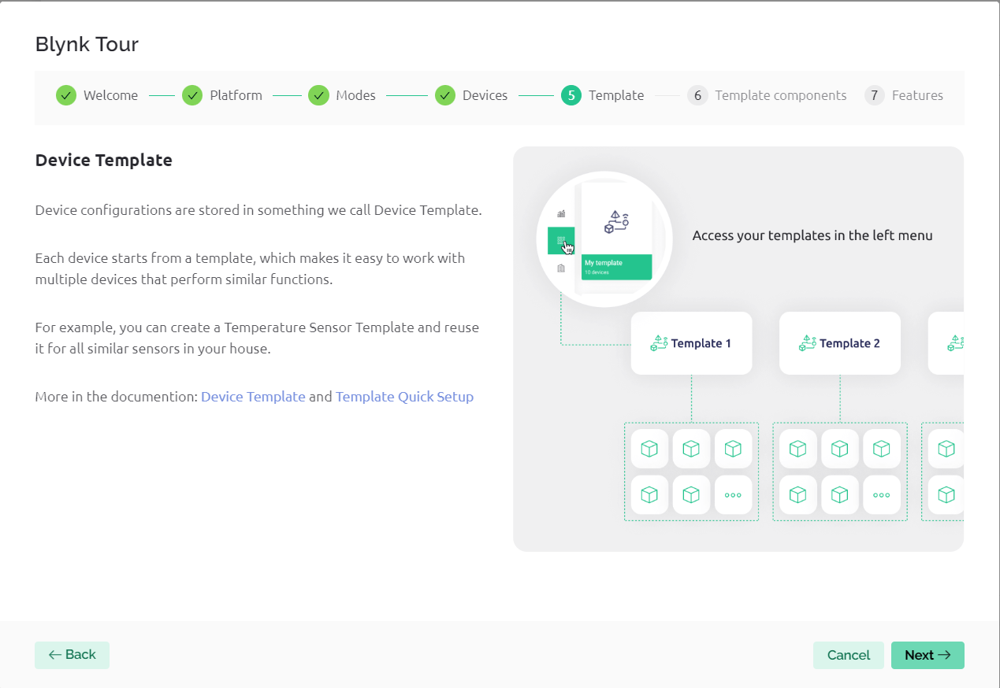 Blynk Tour
Welcome
Platform
Modes
Devices
5 Template
6 Template components
7 Features
Device Template
Device configurations are stored in something we call Device Template.
Each device starts from a template, which makes it easy to work with
multiple devices that perform similar functions.
For example, you can create a Temperature Sensor Template and reuse
it for all similar sensors in your house.
More in the documention: Device Template and Template Quick Setup
My template
10 devices
Access your templates in the left menu
Template 1
Template 2
← Back
Cancel
Next →